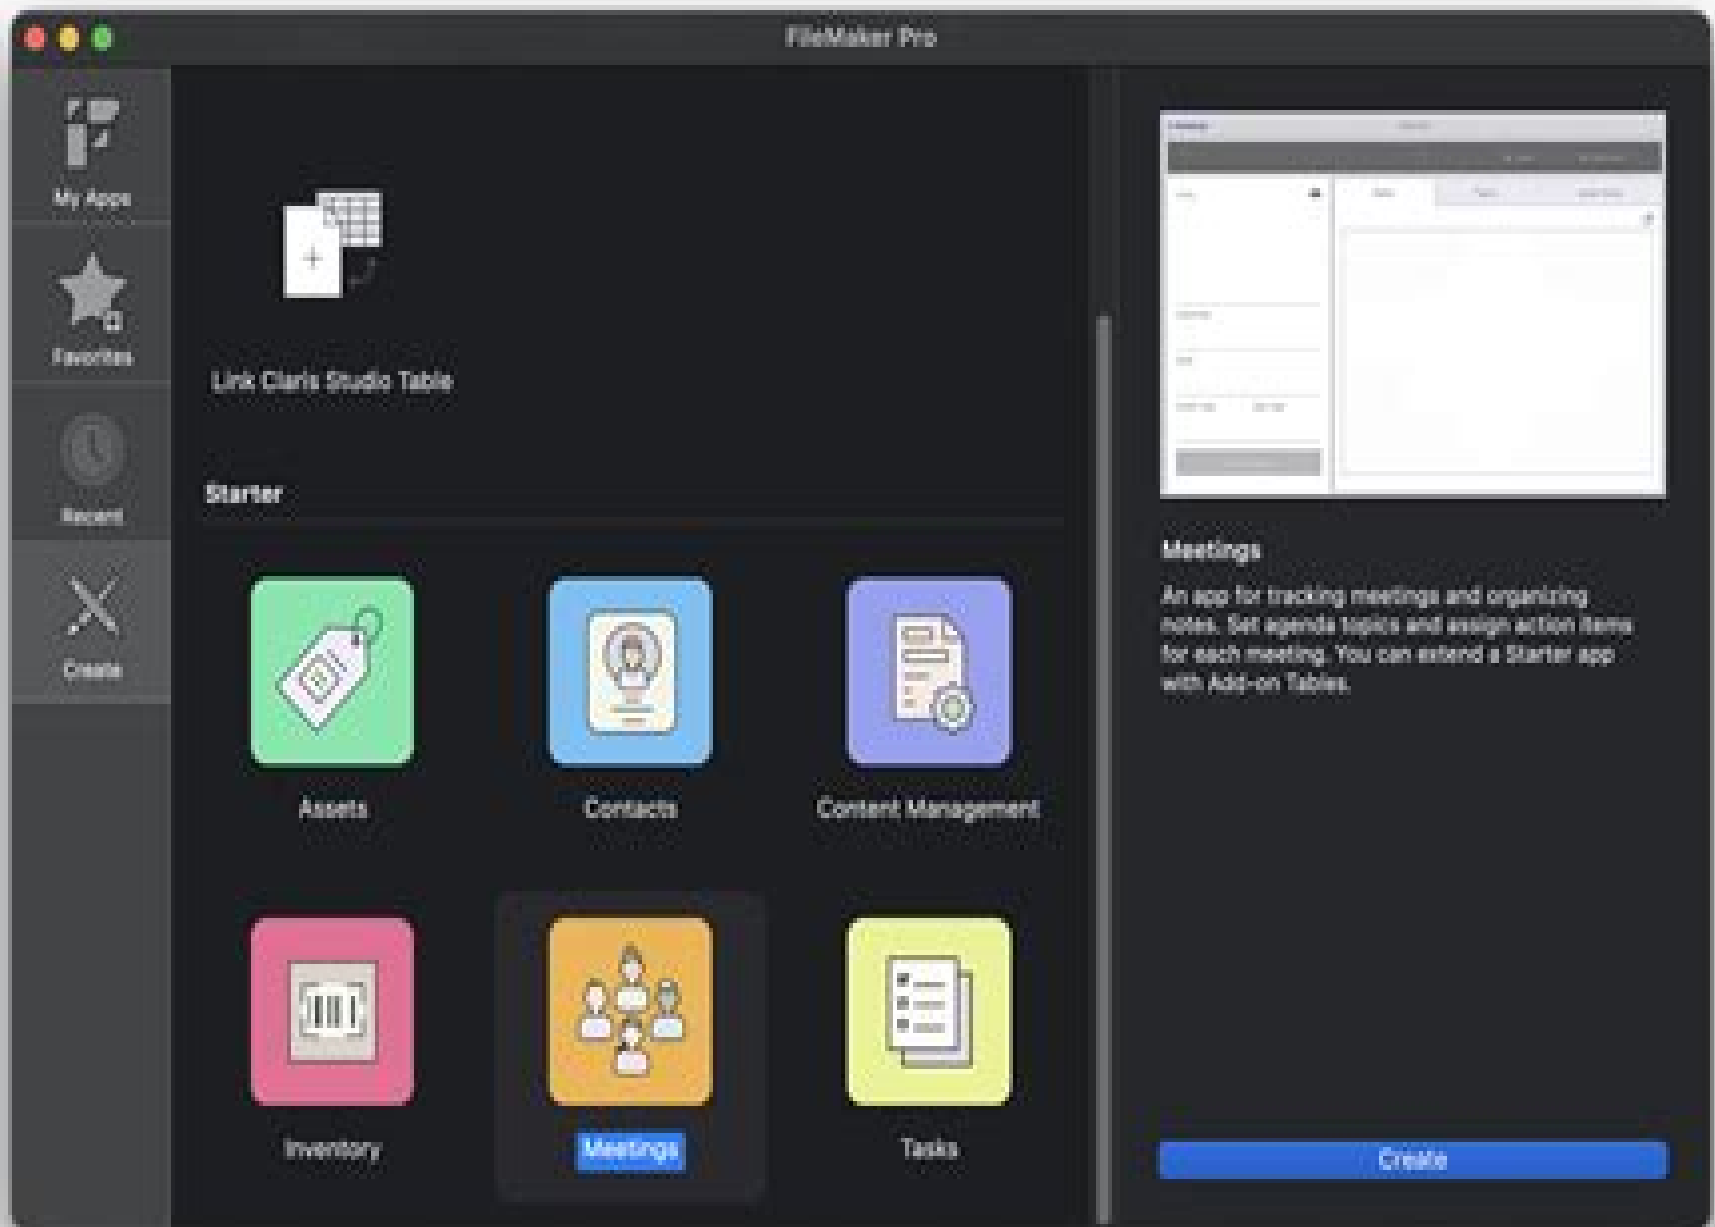 FileMaker Pro
My Apps
Favorites
Recent
Create
Link Claris Studio Table
Starter
Assets
Contacts
Content Management
Inventory
Meetings
Tasks
Meetings
An app for tracking meetings and organizing
notes. Set agenda topics and assign action items
for each meeting. You can extend a Starter app
with Add-on Tables.
Create